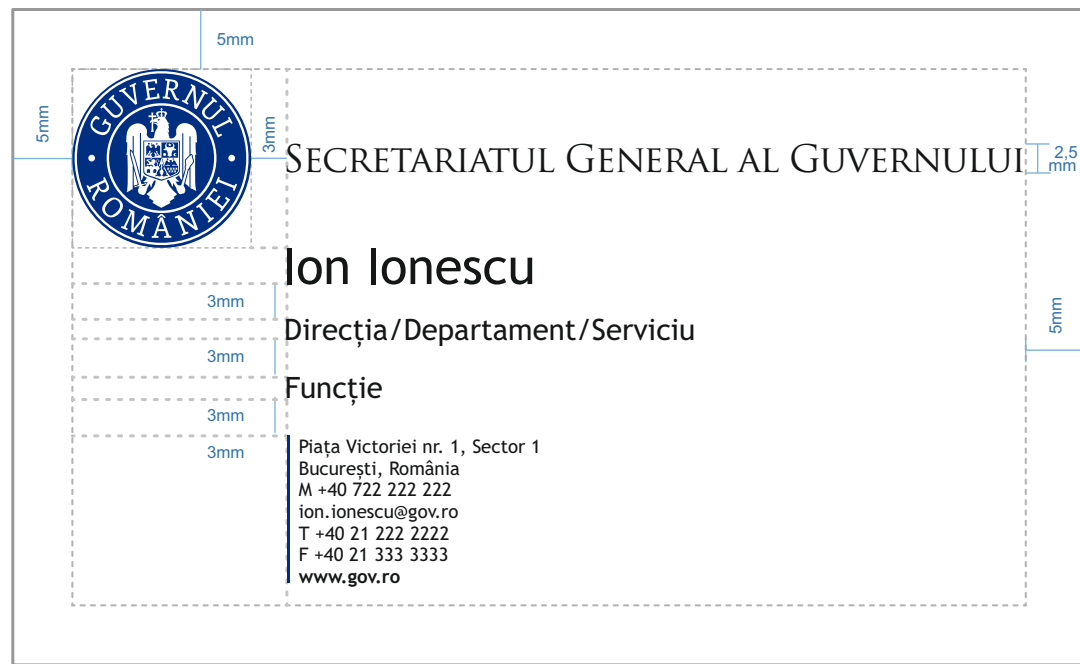 5mm
GUVERNUL
ROMÂNIEI
5mm
3mm
SECRETARIATUL GENERAL AL GUVERNULUI
2,5
mm
Ion Ionescu
3mm
Direcția/Departament/Serviciu
5mm
3mm
Funcție
3mm
3mm
Piața Victoriei nr. 1, Sector 1
București, România
M +40 722 222 222
ion.ionescu@gov.ro
T +40 21 222 2222
F +40 21 333 3333
www.gov.ro